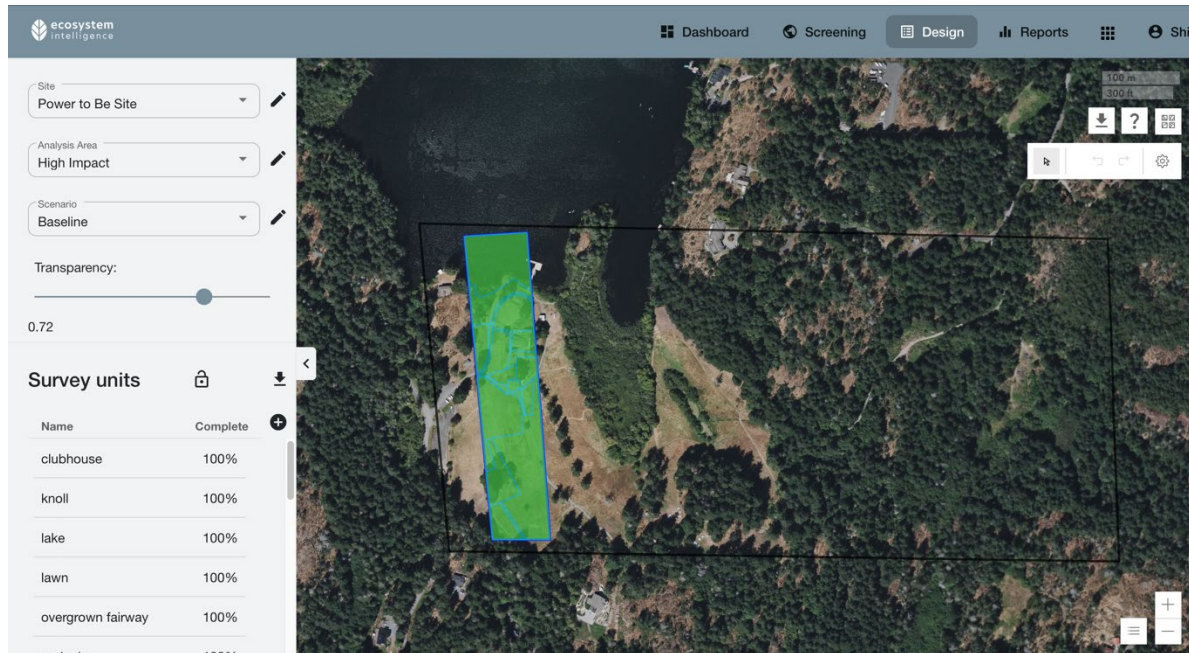 ecosystem
intelligence
Dashboard
Screening
Design
Reports
Site
Power to Be Site
Analysis Area
High Impact
Scenario
Baseline
Transparency:
0.72
Survey units
Name Complete
clubhouse 100%
knoll 100%
lake 100%
lawn 100%
overgrown fairway 100%
100 m
300 ft
?